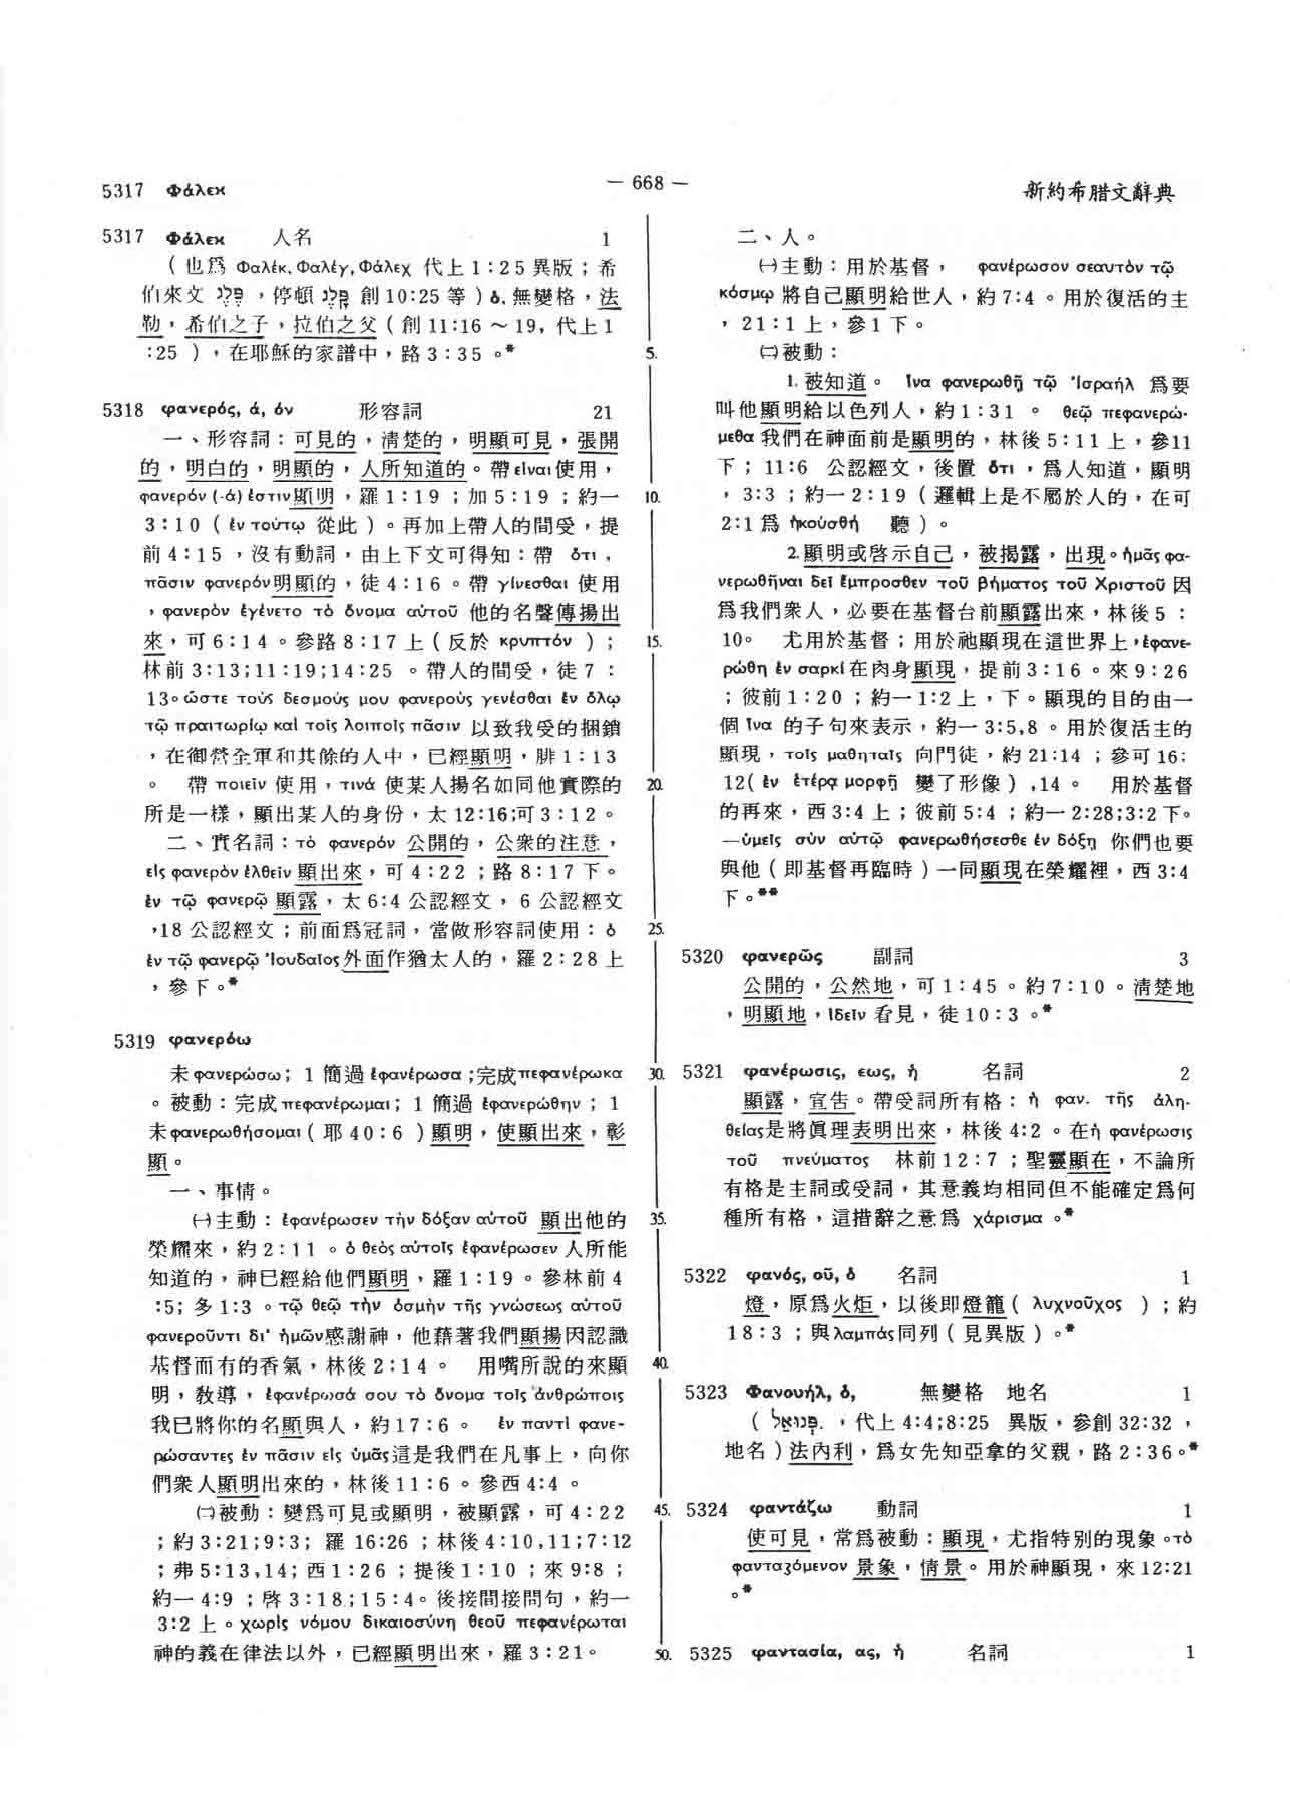 5317 Φάλεκ
— 668 —
新約希腊文辭典
5317 Φάλεκ 人名 1
(也爲 Φαλέκ, Φαλέγ, Φάλεχ 代上1:25異版;希
伯來文 פֶּלֶג,停頓 פָּלֶג 創10:25等)ὁ, 無變格,法
勒,希伯之子,拉伯之父(創11:16~19, 代上1
:25),在耶穌的家譜中,路3:35。*
5318 φανερός, ά, όν 形容詞 21
一、形容詞:可見的,清楚的,明顯可見,張開
的,明白的,明顯的,人所知道的。帶 εἶναι 使用,
φανερόν (-ά) ἐστιν 顯明,羅1:19;加5:19;約一
3:10(ἐν τούτῳ 從此)。再加上帶人的間受,提
前4:15,沒有動詞,由上下文可得知:帶 ὅτι,
πᾶσιν φανερόν 明顯的,徒4:16。帶 γίνεσθαι 使用
,φανερὸν ἐγένετο τὸ ὄνομα αὐτοῦ 他的名聲傳揚出
來,可6:14。參路8:17上(反於 κρυπτόν);
林前3:13;11:19;14:25。帶人的間受,徒7:
13。ὥστε τοὺς δεσμούς μου φανεροὺς γενέσθαι ἐν ὅλῳ
τῷ πραιτωρίῳ καὶ τοῖς λοιποῖς πᾶσιν 以致我受的捆鎖
,在御營全軍和其餘的人中,已經顯明,腓1:13
。 帶 ποιεῖν 使用,τινά 使某人揚名如同他實際的
所是一樣,顯出某人的身份,太12:16;可3:12。
二、實名詞:τὸ φανερόν 公開的,公衆的注意,
εἰς φανερὸν ἐλθεῖν 顯出來,可4:22;路8:17下。
ἐν τῷ φανερῷ 顯露,太6:4公認經文,6公認經文
,18公認經文;前面爲冠詞,當做形容詞使用:ὁ
ἐν τῷ φανερῷ Ἰουδαῖος 外面作猶太人的,羅2:28上
,參下。*
5319 φανερόω
未 φανερώσω; 1簡過 ἐφανέρωσα;完成 πεφανέρωκα
。被動:完成 πεφανέρωμαι; 1簡過 ἐφανερώθην; 1
未 φανερωθήσομαι(耶40:6)顯明,使顯出來,彰
顯。
一、事情。
㈠主動:ἐφανέρωσεν τὴν δόξαν αὐτοῦ 顯出他的
榮耀來,約2:11。ὁ θεὸς αὐτοῖς ἐφανέρωσεν 人所能
知道的,神已經給他們顯明,羅1:19。參林前4
:5; 多1:3。τῷ θεῷ τὴν ὀσμὴν τῆς γνώσεως αὐτοῦ
φανεροῦντι δι' ἡμῶν 感謝神,他藉著我們顯揚因認識
基督而有的香氣,林後2:14。 用嘴所說的來顯
明,敎導,ἐφανέρωσά σου τὸ ὄνομα τοῖς ἀνθρώποις
我已將你的名顯與人,約17:6。 ἐν παντὶ φανε-
ρώσαντες ἐν πᾶσιν εἰς ὑμᾶς 這是我們在凡事上,向你
們衆人顯明出來的,林後11:6。參西4:4。
㈡被動:變爲可見或顯明,被顯露,可4:22
;約3:21;9:3; 羅16:26;林後4:10,11;7:12
;弗5:13,14; 西1:26;提後1:10;來9:8;
約一4:9;啓3:18;15:4。後接間接問句,約一
3:2上。χωρὶς νόμου δικαιοσύνη θεοῦ πεφανέρωται
神的義在律法以外,已經顯明出來,羅3:21。
5.
10.
15.
20.
25.
30.
35.
40.
45.
50.
二、人。
㈠主動:用於基督, φανέρωσον σεαυτὸν τῷ
κόσμῳ 將自己顯明給世人,約7:4。用於復活的主
,21:1上,參1下。
㈡被動:
1. 被知道。 ἵνα φανερωθῇ τῷ Ἰσραήλ 爲要
叫他顯明給以色列人,約1:31。 θεῷ πεφανερώ-
μεθα 我們在神面前是顯明的,林後5:11上,參11
下;11:6 公認經文,後置 ὅτι,爲人知道,顯明
,3:3;約一2:19(邏輯上是不屬於人的,在可
2:1爲 ἠκούσθη 聽)。
2. 顯明或啓示自己,被揭露,出現。ἡμᾶς φα-
νερωθῆναι δεῖ ἔμπροσθεν τοῦ βήματος τοῦ Χριστοῦ 因
爲我們衆人,必要在基督台前顯露出來,林後5:
10。 尤用於基督;用於祂顯現在這世界上,ἐφανε-
ρώθη ἐν σαρκί 在肉身顯現,提前3:16。來9:26
;彼前1:20;約一1:2上,下。顯現的目的由一
個 ἵνα 的子句來表示,約一3:5,8。用於復活主的
顯現,τοῖς μαθηταῖς 向門徒,約21:14;參可16:
12(ἐν ἑτέρᾳ μορφῇ 變了形像),14。 用於基督
的再來,西3:4上;彼前5:4;約一2:28;3:2下。
—ὑμεῖς σὺν αὐτῷ φανερωθήσεσθε ἐν δόξῃ 你們也要
與他(即基督再臨時)一同顯現在榮耀裡,西3:4
下。**
5320 φανερῶς 副詞 3
公開的,公然地,可1:45。約7:10。清楚地
,明顯地,ἰδεῖν 看見,徒10:3。*
5321 φανέρωσις, εως, ἡ 名詞 2
顯露,宣告。帶受詞所有格:ἡ φαν. τῆς ἀλη-
θείας 是將眞理表明出來,林後4:2。在 ἡ φανέρωσις
τοῦ πνεύματος 林前12:7;聖靈顯在,不論所
有格是主詞或受詞,其意義均相同但不能確定爲何
種所有格,這措辭之意爲 χάρισμα。*
5322 φανός, οῦ, ὁ 名詞 1
燈,原爲火炬,以後即燈籠(λυχνοῦχος);約
18:3;與 λαμπάς 同列(見異版)。*
5323 Φανουήλ, ὁ, 無變格 地名 1
(פְּנוּאֵל.,代上4:4;8:25 異版,參創32:32,
地名)法內利,爲女先知亞拿的父親,路2:36。*
5324 φαντάζω 動詞 1
使可見,常爲被動:顯現,尤指特別的現象。τὸ
φανταζόμενον 景象,情景。用於神顯現,來12:21
。*
5325 φαντασία, ας, ἡ 名詞 1